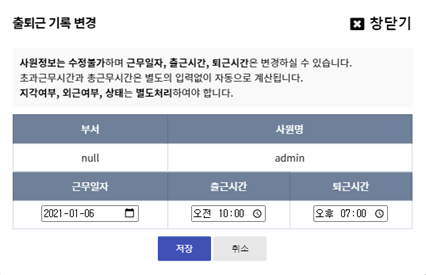 출퇴근 기록 변경
창닫기
사원정보는 수정불가하며 근무일자, 출근시간, 퇴근시간은 변경하실 수 있습니다.
초과근무시간과 총근무시간은 별도의 입력없이 자동으로 계산됩니다.
지각여부, 외근여부, 상태는 별도처리하여야 합니다.
부서 사원명
null admin
근무일자 출근시간 퇴근시간
2021-01-06 오전 10:00 오후 07:00
저장 취소